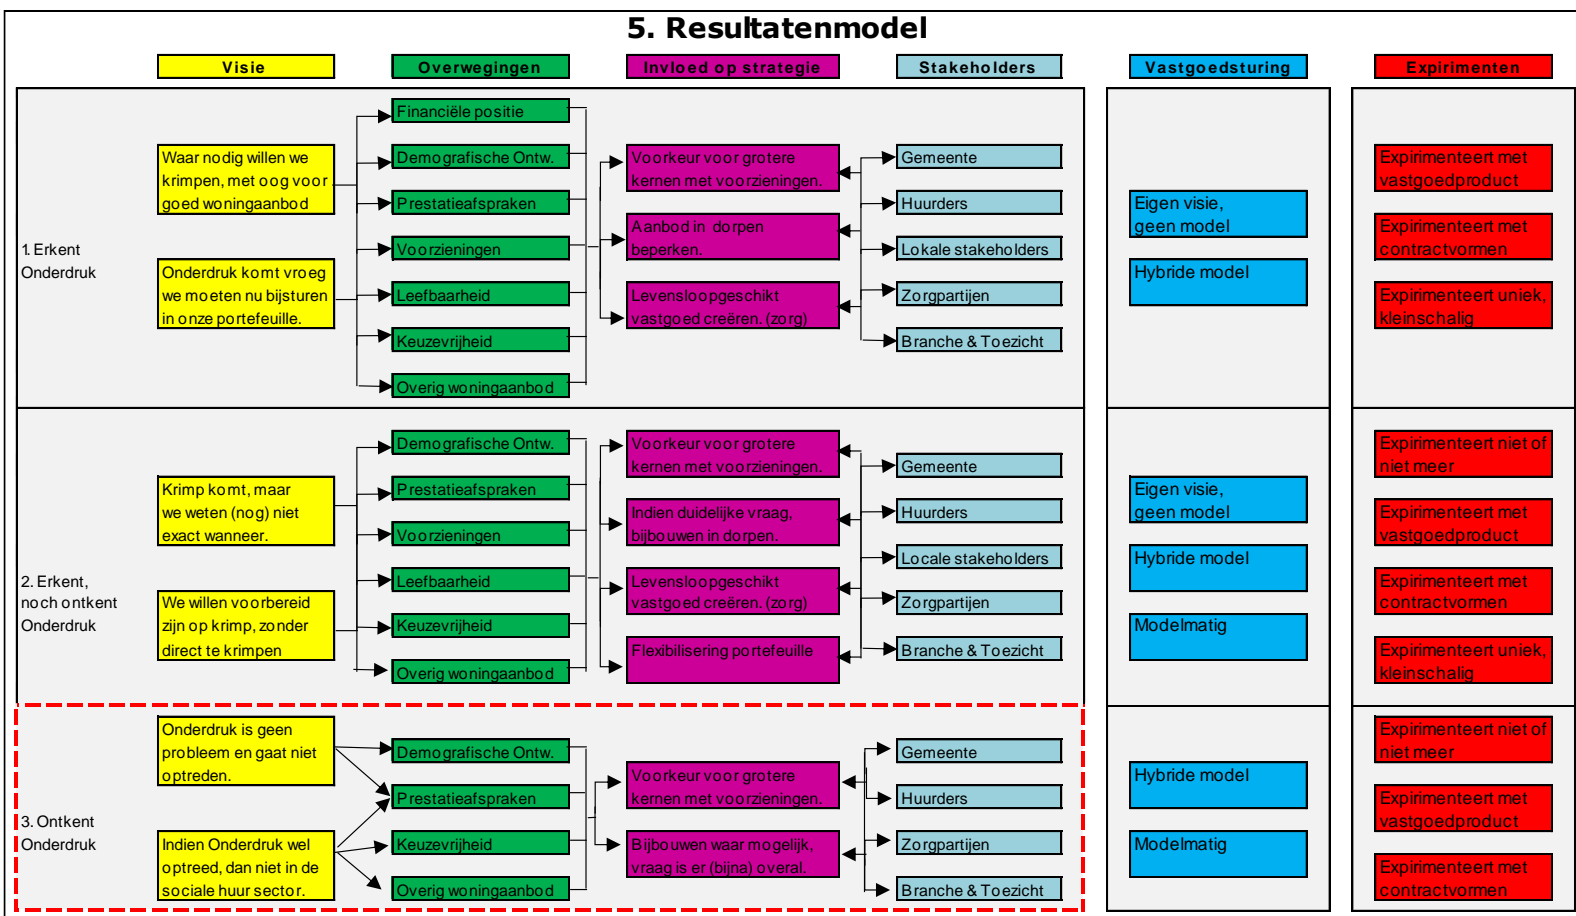 5. Resultatenmodel
Visie
Overwegingen
Invloed op strategie
Stakeholders
Vastgoedsturing
Expirimenten
1. Erkent
Onderdruk
Waar nodig willen we
krimpen, met oog voor
goed woningaanbod
Onderdruk komt vroeg
we moeten nu bijsturen
in onze portefeuille.
Financiële positie
Demografische Ontw.
Prestatieafspraken
Voorzieningen
Leefbaarheid
Keuzevrijheid
Overig woningaanbod
Voorkeur voor grotere
kernen met voorzieningen.
Aanbod in dorpen
beperken.
Levensloopgeschikt
vastgoed creëren. (zorg)
Gemeente
Huurders
Lokale stakeholders
Zorgpartijen
Branche & Toezicht
Eigen visie,
geen model
Hybride model
Expirimenteert met
vastgoedproduct
Expirimenteert met
contractvormen
Expirimenteert uniek,
kleinschalig
2. Erkent,
noch ontkent
Onderdruk
Krimp komt, maar
we weten (nog) niet
exact wanneer.
We willen voorbereid
zijn op krimp, zonder
direct te krimpen
Demografische Ontw.
Prestatieafspraken
Voorzieningen
Leefbaarheid
Keuzevrijheid
Overig woningaanbod
Voorkeur voor grotere
kernen met voorzieningen.
Indien duidelijke vraag,
bijbouwen in dorpen.
Levensloopgeschikt
vastgoed creëren. (zorg)
Flexibilisering portefeuille
Gemeente
Huurders
Locale stakeholders
Zorgpartijen
Branche & Toezicht
Eigen visie,
geen model
Hybride model
Modelmatig
Expirimenteert niet of
niet meer
Expirimenteert met
vastgoedproduct
Expirimenteert met
contractvormen
Expirimenteert uniek,
kleinschalig
3. Ontkent
Onderdruk
Onderdruk is geen
probleem en gaat niet
optreden.
Indien Onderdruk wel
optreed, dan niet in de
sociale huur sector.
Demografische Ontw.
Prestatieafspraken
Keuzevrijheid
Overig woningaanbod
Voorkeur voor grotere
kernen met voorzieningen.
Bijbouwen waar mogelijk,
vraag is er (bijna) overal.
Gemeente
Huurders
Zorgpartijen
Branche & Toezicht
Hybride model
Modelmatig
Expirimenteert niet of
niet meer
Expirimenteert met
vastgoedproduct
Expirimenteert met
contractvormen